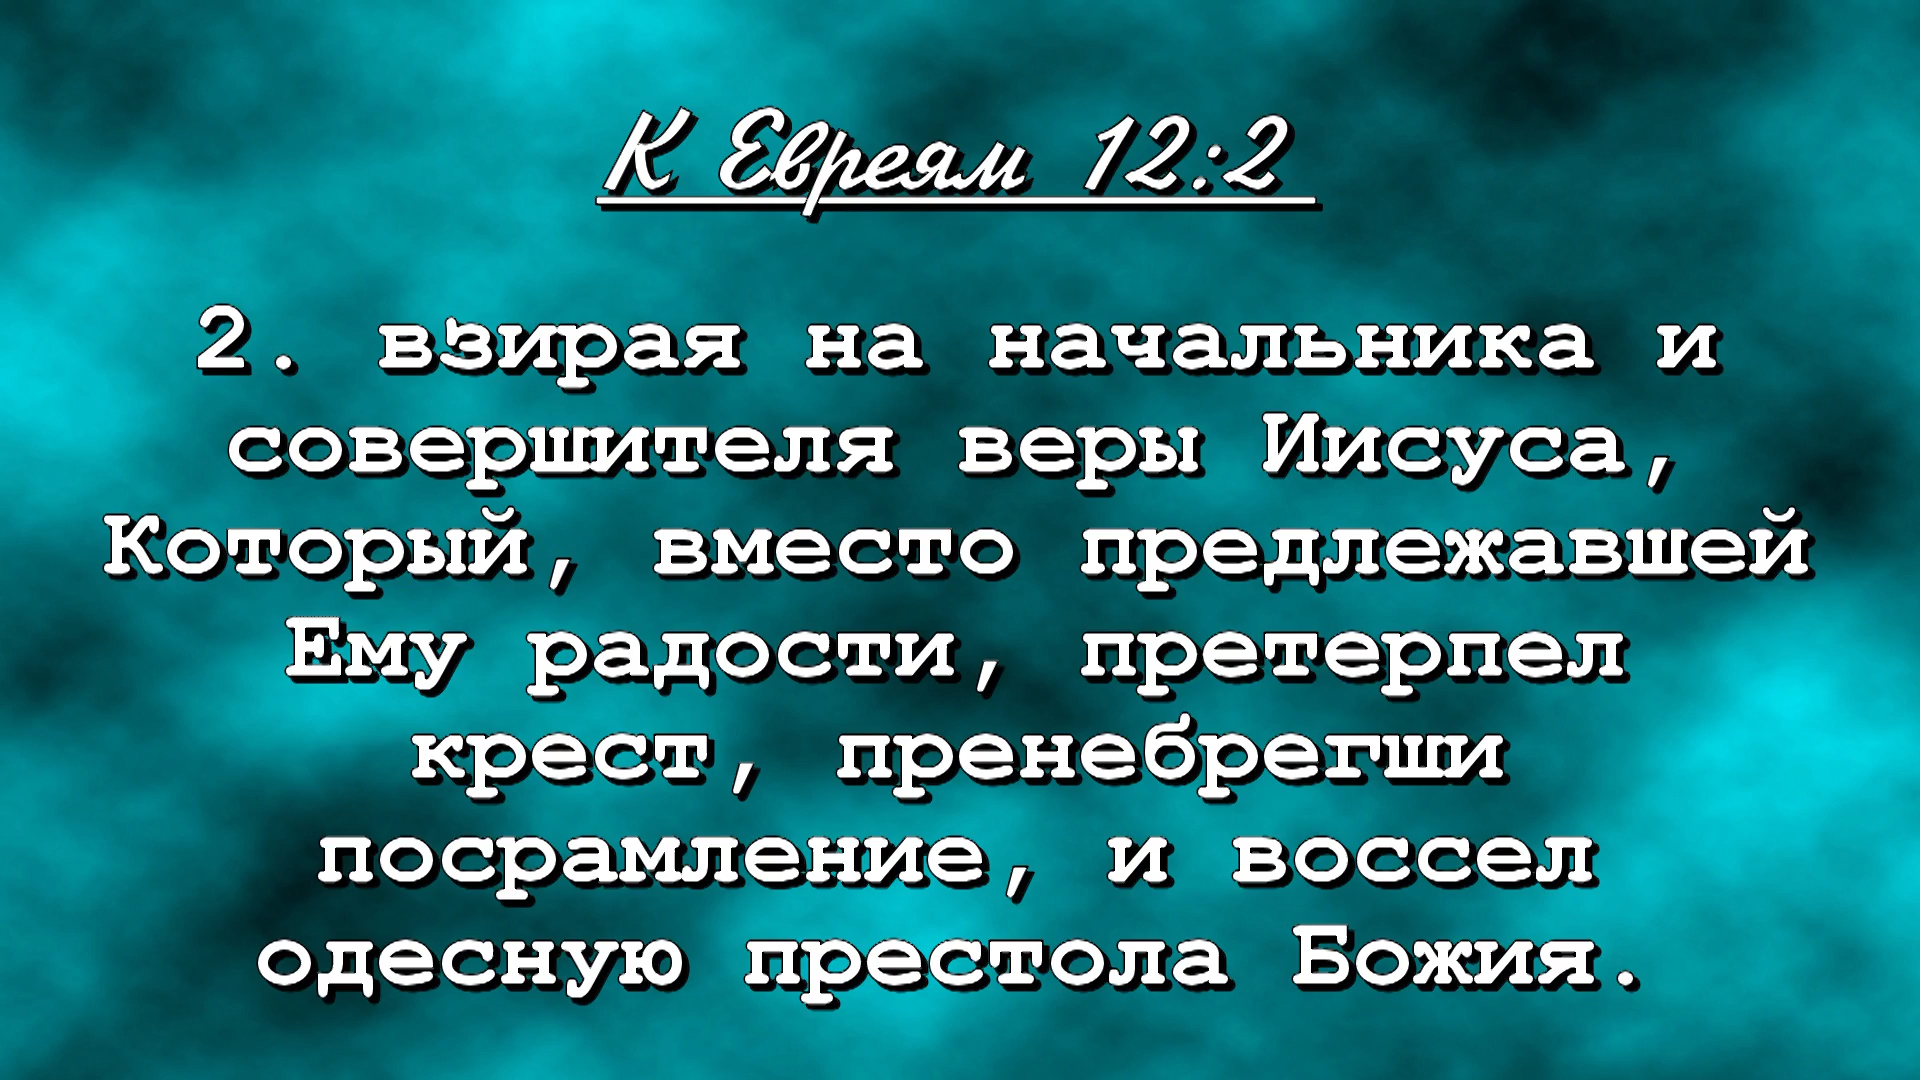 К Евреям 12:2
2. взирая на начальника и
совершителя веры Иисуса,
Который, вместо предлежавшей
Ему радости, претерпел
крест, пренебрегши
посрамление, и воссел
одесную престола Божия.